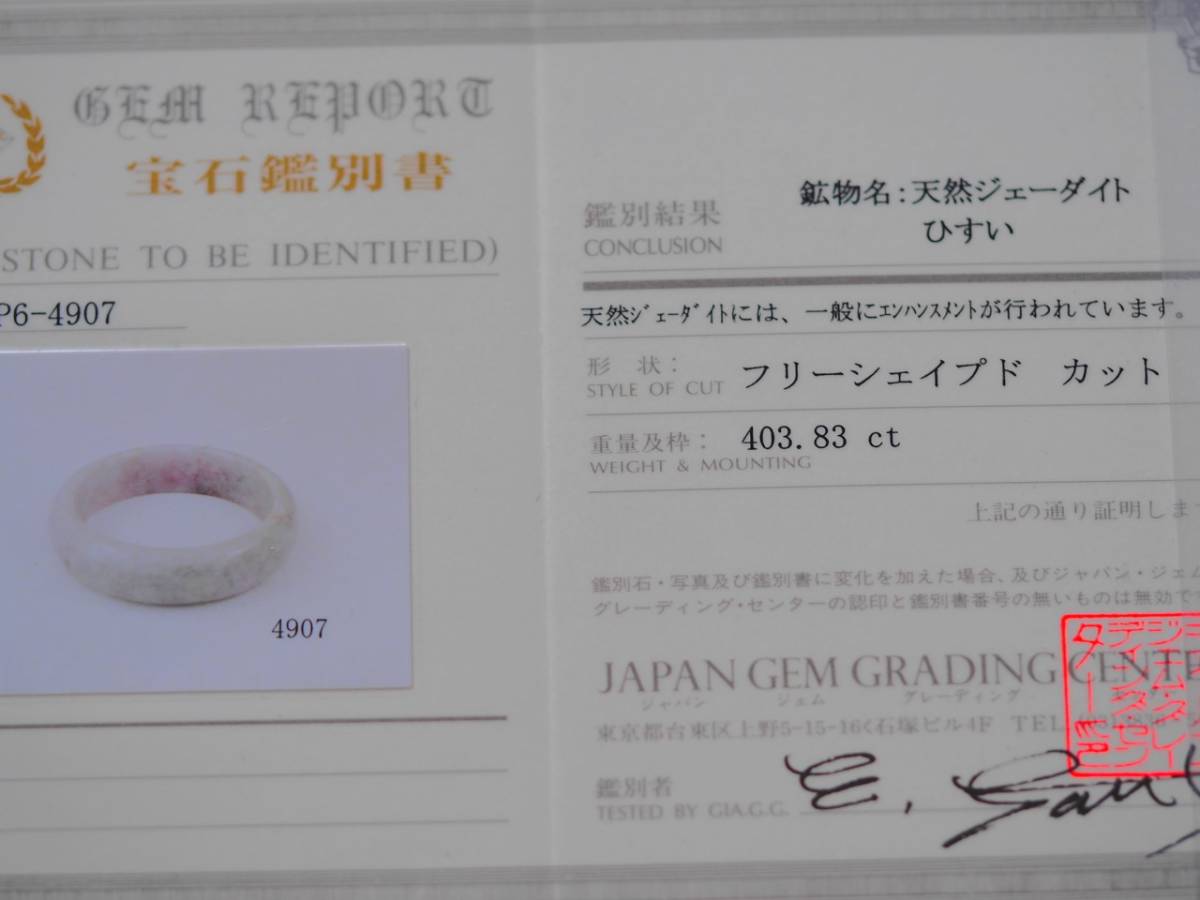 GEM REPORT
宝石鑑別書
STONE TO BE IDENTIFIED)
P6-4907
4907
鑑別結果
CONCLUSION
鉱物名:天然ジェーダイト
ひすい
天然ｼﾞｪｰﾀﾞｲﾄには、一般にｴﾝﾊﾝｽﾒﾝﾄが行われています。
形 状:
STYLE OF CUT
フリーシェイプド カット
重量及枠:
WEIGHT & MOUNTING
403.83 ct
上記の通り証明しま
鑑別石・写真及び鑑別書に変化を加えた場合、及びジャパン・ジェム
グレーディング・センターの認印と鑑別書番号の無いものは無効で
JAPAN GEM GRADING CENTE
ジャパン ジェム グレーディング
東京都台東区上野5-15-16く石塚ビル4F TEL
鑑別者
TESTED BY GIA.G.G.